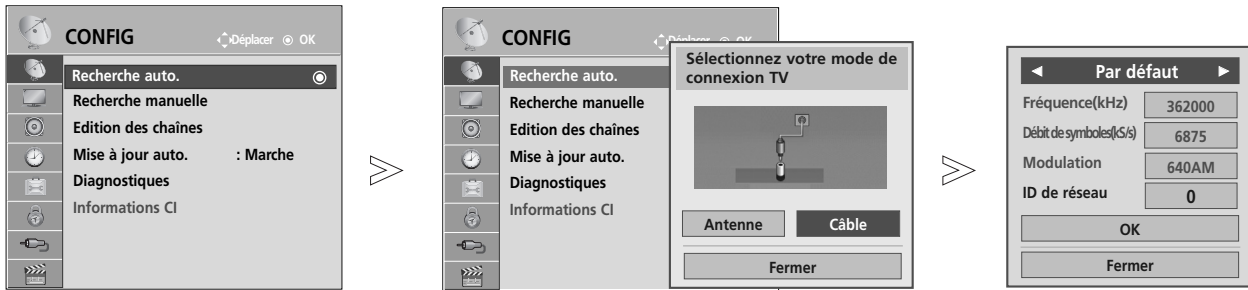 CONFIG
Déplacer OK
Recherche auto.
Recherche manuelle
Edition des chaînes
Mise à jour auto. : Marche
Diagnostiques
Informations CI
CONFIG
Déplacer OK
Recherche auto.
Recherche manuelle
Edition des chaînes
Mise à jour auto.
Diagnostiques
Informations CI
Sélectionnez votre mode de
connexion TV
Antenne Câble
Fermer
Par défaut
Fréquence(kHz) 362000
Débit de symboles(kS/s) 6875
Modulation 640AM
ID de réseau 0
OK
Fermer